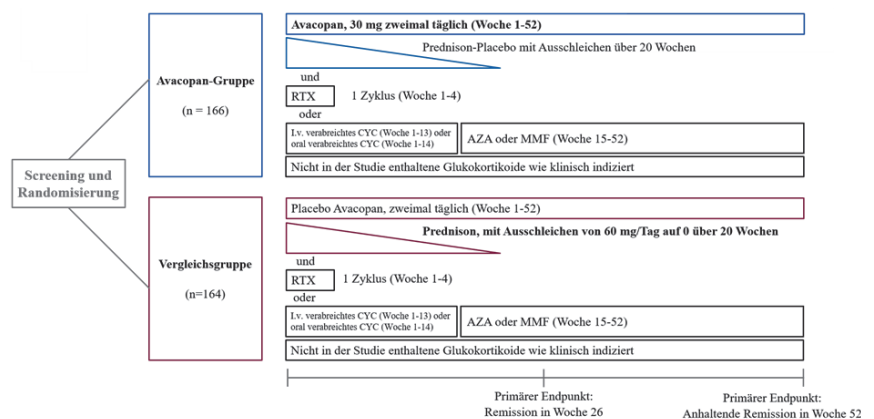 Screening und
Randomisierung
Avacopan-Gruppe
(n = 166)
Avacopan, 30 mg zweimal täglich (Woche 1-52)
Prednison-Placebo mit Ausschleichen über 20 Wochen
und
RTX
1 Zyklus (Woche 1-4)
oder
I.v. verabreichtes CYC (Woche 1-13) oder
oral verabreichtes CYC (Woche 1-14)
AZA oder MMF (Woche 15-52)
Nicht in der Studie enthaltene Glukokortikoide wie klinisch indiziert
Vergleichsgruppe
(n=164)
Placebo Avacopan, zweimal täglich (Woche 1-52)
Prednison, mit Ausschleichen von 60 mg/Tag auf 0 über 20 Wochen
und
RTX
1 Zyklus (Woche 1-4)
oder
I.v. verabreichtes CYC (Woche 1-13) oder
oral verabreichtes CYC (Woche 1-14)
AZA oder MMF (Woche 15-52)
Nicht in der Studie enthaltene Glukokortikoide wie klinisch indiziert
Primärer Endpunkt:
Remission in Woche 26
Primärer Endpunkt:
Anhaltende Remission in Woche 52